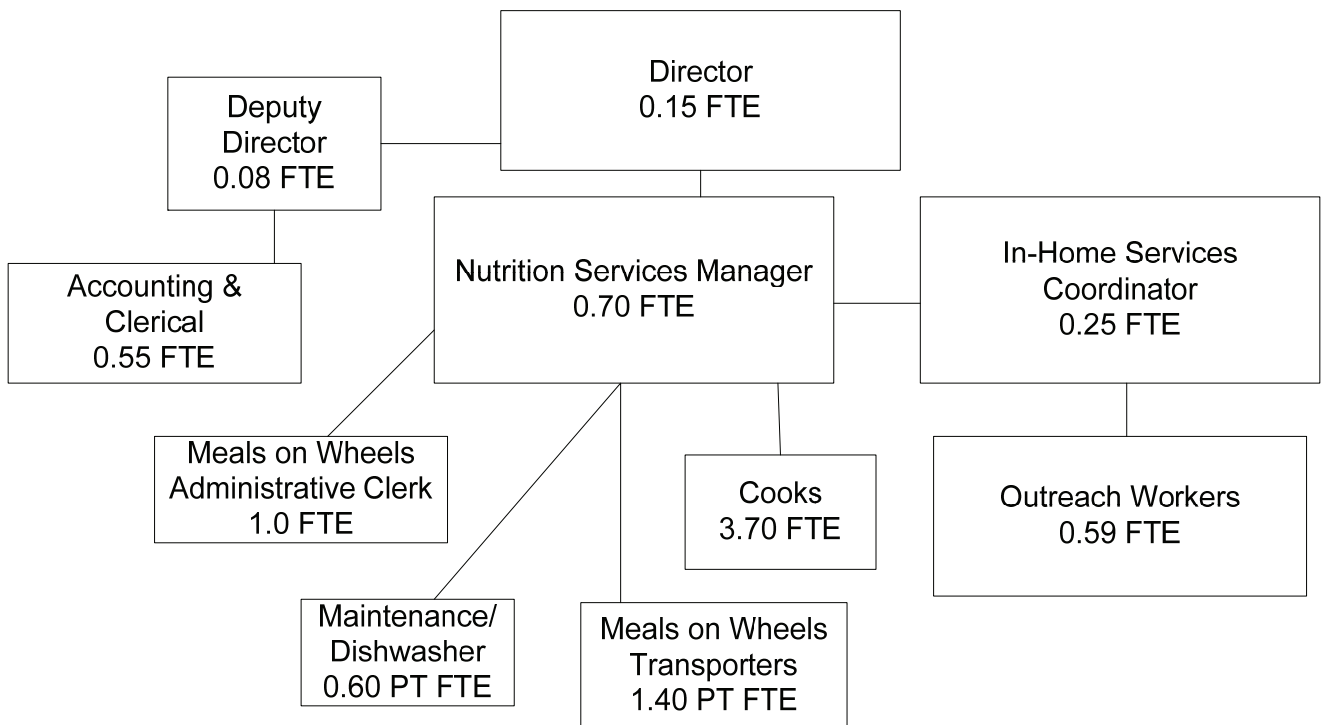 Director
0.15 FTE
Deputy
Director
0.08 FTE
Accounting &
Clerical
0.55 FTE
Nutrition Services Manager
0.70 FTE
In-Home Services
Coordinator
0.25 FTE
Meals on Wheels
Administrative Clerk
1.0 FTE
Cooks
3.70 FTE
Outreach Workers
0.59 FTE
Maintenance/
Dishwasher
0.60 PT FTE
Meals on Wheels
Transporters
1.40 PT FTE